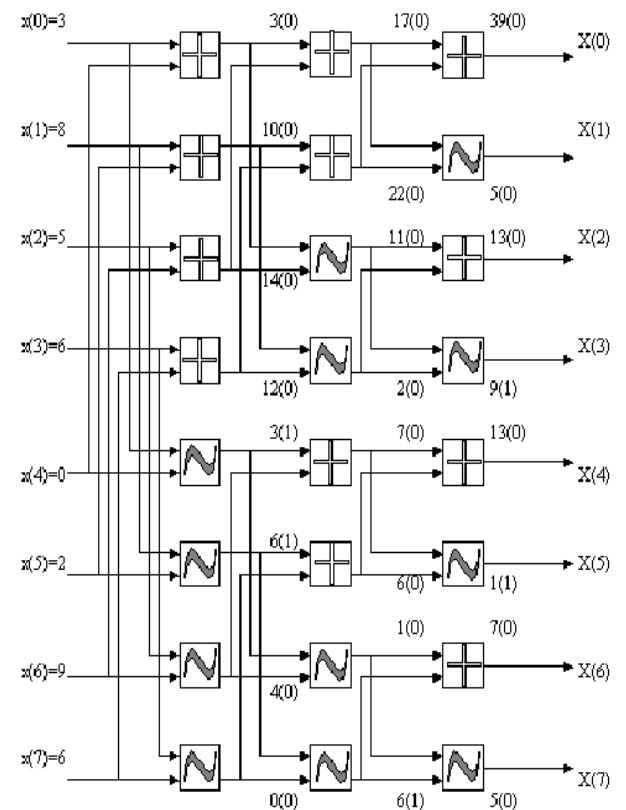 x(0)=3 3(0) 17(0) 39(0) X(0)
x(1)=8 10(0) X(1)
22(0) 5(0)
x(2)=5 11(0) 13(0) X(2)
14(0)
x(3)=6 X(3)
12(0) 2(0) 9(1)
3(1) 7(0) 13(0)
x(4)=0 X(4)
6(1)
x(5)=2 6(0) 1(1) X(5)
1(0) 7(0)
x(6)=9 4(0) X(6)
x(7)=6 X(7)
0(0) 6(1) 5(0)